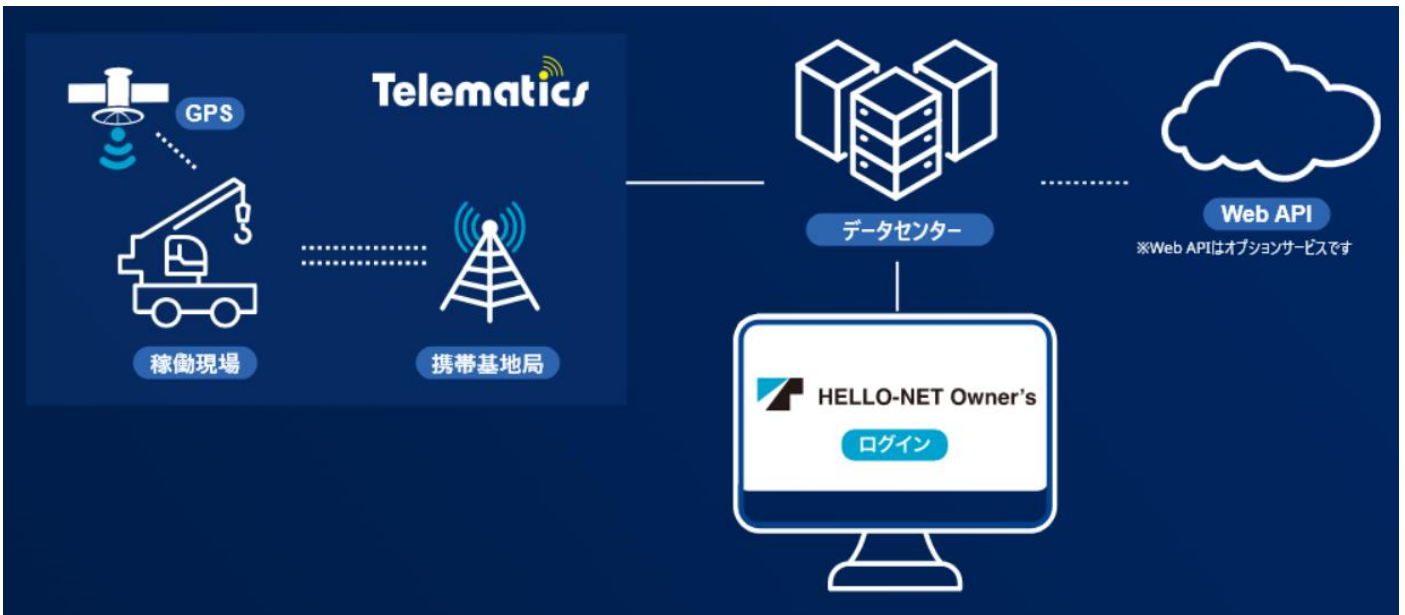 Telematics
GPS
稼働現場
携帯基地局
データセンター
Web API
※Web APIはオプションサービスです
HELLO-NET Owner's
ログイン